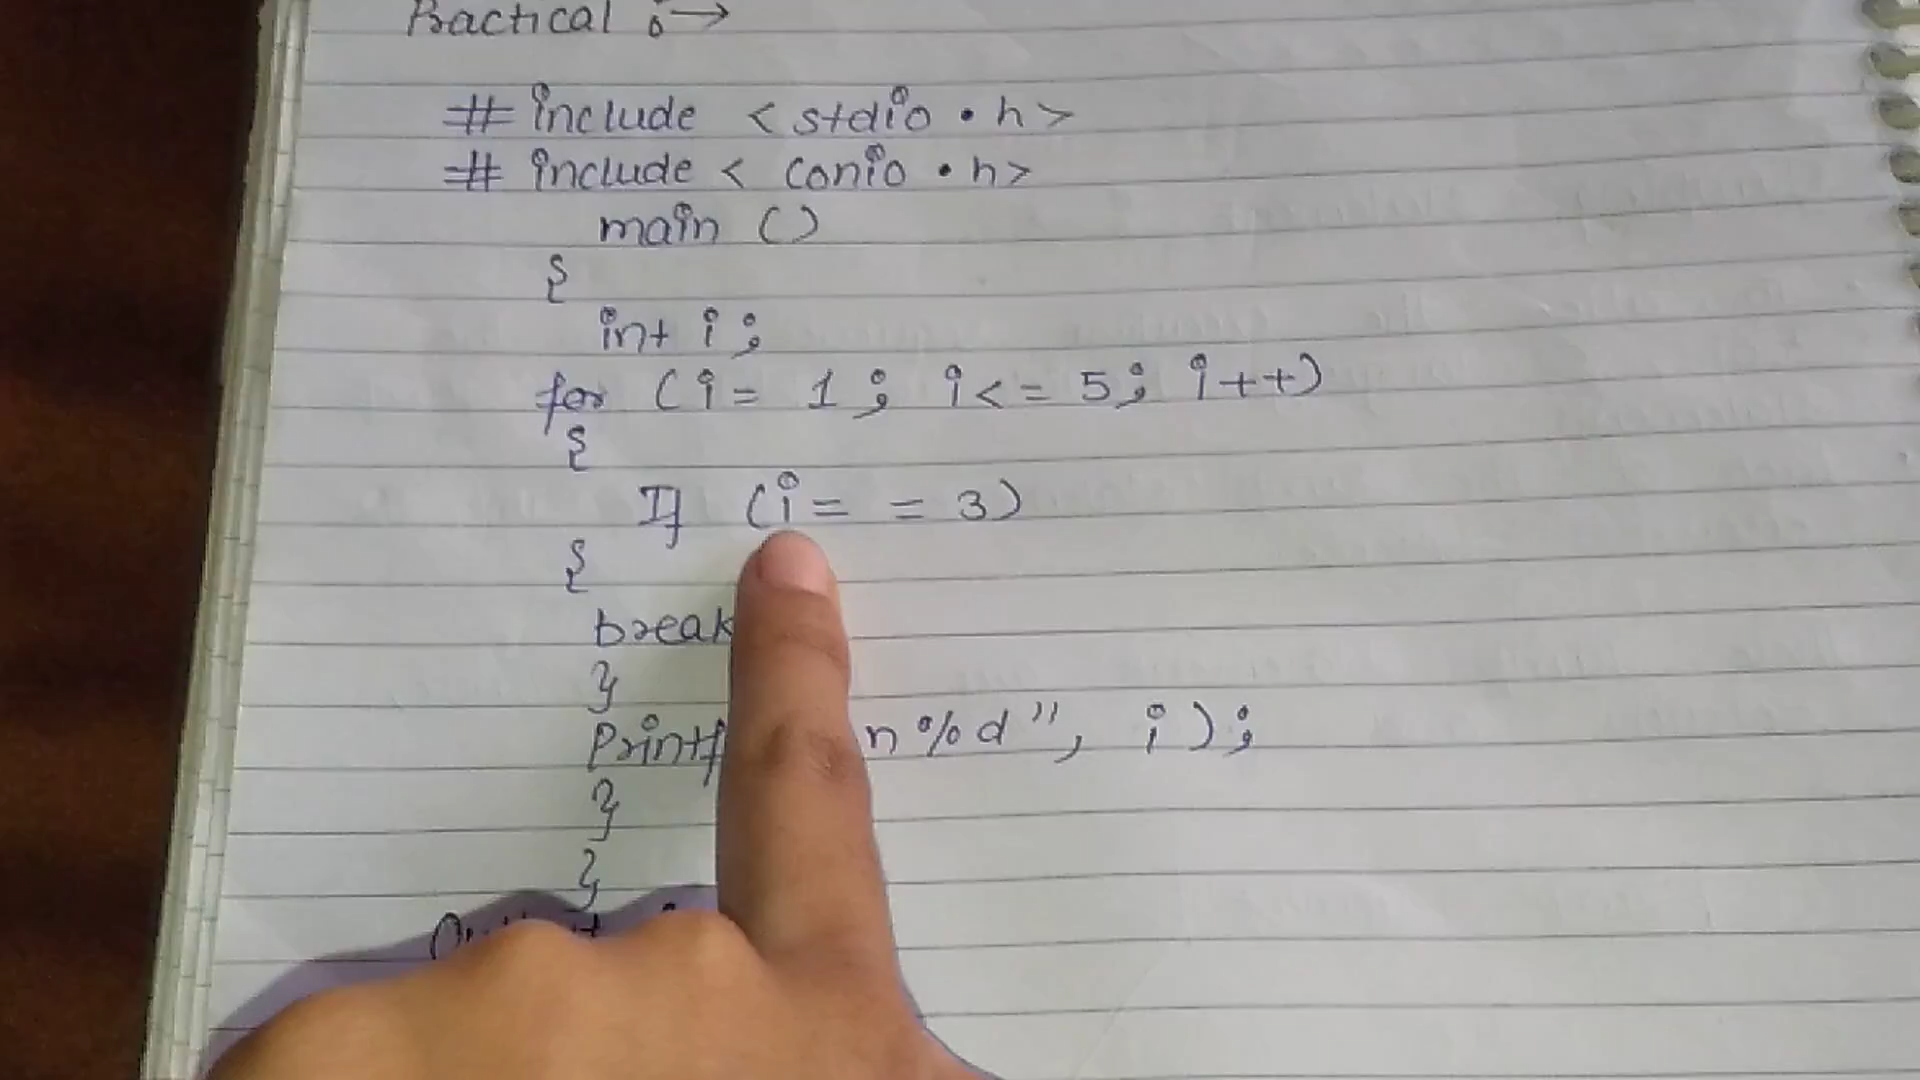 Practical :→
# include < stdio . h >
# include < conio . h >
main ()
{
int i ;
for ( i = 1 ; i < = 5 ; i + + )
{
If ( i = = 3 )
{
break
}
Printf n % d " , i ) ;
}
}